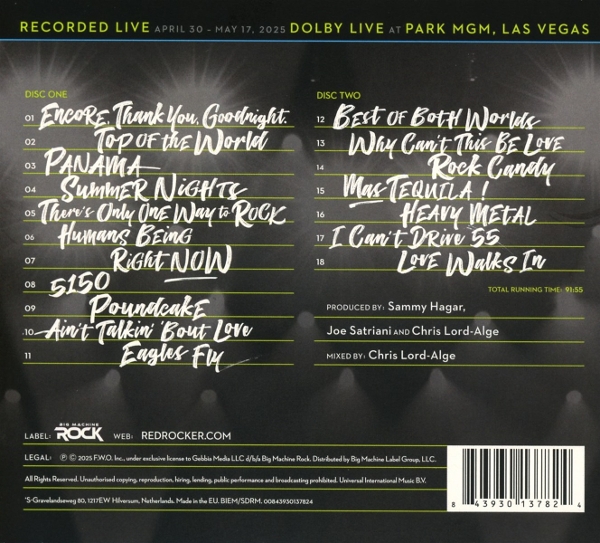 RECORDED LIVE APRIL 30 – MAY 17, 2025 DOLBY LIVE AT PARK MGM, LAS VEGAS
DISC ONE
01 Encore, Thank You, Goodnight.
02 Top of the World
03 PANAMA
04 Summer Nights
05 There's Only One Way to Rock
06 Humans Being
07 Right NOW
08 5150
09 Poundcake
10 Ain't Talkin' 'Bout Love
11 Eagles Fly
DISC TWO
12 Best of Both Worlds
13 Why Can't This Be Love
14 Rock Candy
15 Mas TEQUILA!
16 HEAVY METAL
17 I Can't Drive 55
18 Love Walks In
TOTAL RUNNING TIME: 91:55
PRODUCED BY: Sammy Hagar,
Joe Satriani AND Chris Lord-Alge
MIXED BY: Chris Lord-Alge
LABEL: BIG MACHINE ROCK WEB: REDROCKER.COM
LEGAL: ℗ © 2025 F.W.O. Inc., under exclusive license to Gebbis Media LLC d/b/a Big Machine Rock. Distributed by Big Machine Label Group, LLC.
All Rights Reserved. Unauthorised copying, reproduction, hiring, lending, public performance and broadcasting prohibited. Universal International Music B.V.
'S-Gravelandseweg 80, 1217EW Hilversum, Netherlands. Made in the EU. BIEM/SDRM. 00843930137824
8 43930 13782 4